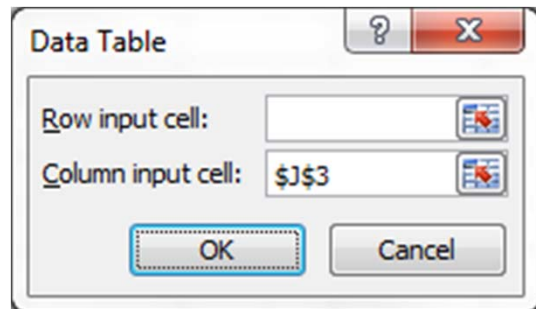 Data Table
Row input cell:
Column input cell: $J$3
OK Cancel